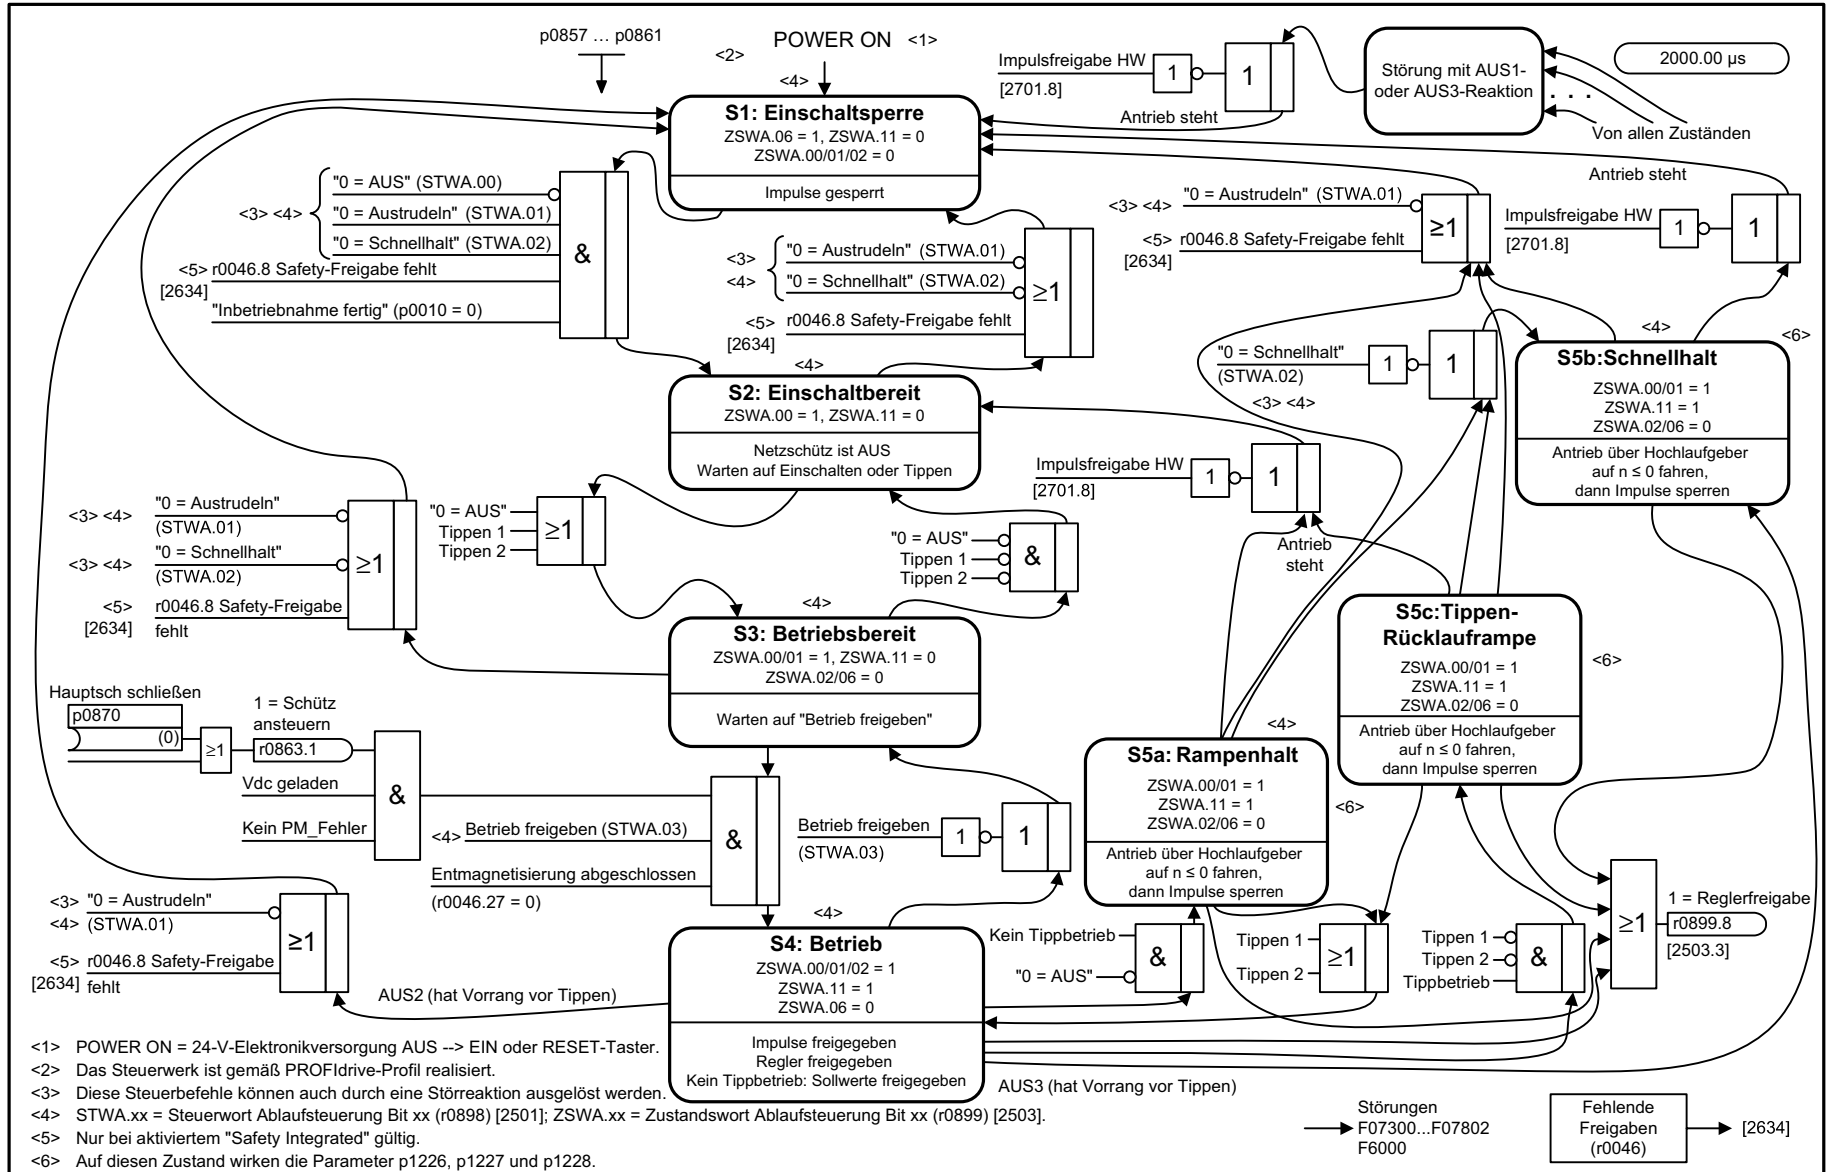 p0857 ... p0861
<2>
POWER ON <1>
<4>
S1: Einschaltsperre
ZSWA.06 = 1, ZSWA.11 = 0
ZSWA.00/01/02 = 0
Impulse gesperrt
Impulsfreigabe HW
[2701.8]
1
1
Antrieb steht
Störung mit AUS1-
oder AUS3-Reaktion
2000.00 µs
. . .
Von allen Zuständen
<3> <4>
"0 = AUS" (STWA.00)
"0 = Austrudeln" (STWA.01)
"0 = Schnellhalt" (STWA.02)
<5> r0046.8 Safety-Freigabe fehlt
[2634]
"Inbetriebnahme fertig" (p0010 = 0)
&
<3>
<4>
"0 = Austrudeln" (STWA.01)
"0 = Schnellhalt" (STWA.02)
<5> r0046.8 Safety-Freigabe fehlt
[2634]
≥1
<3> <4> "0 = Austrudeln" (STWA.01)
<5> r0046.8 Safety-Freigabe fehlt
[2634]
≥1
Antrieb steht
Impulsfreigabe HW
[2701.8]
1
1
<4>
S2: Einschaltbereit
ZSWA.00 = 1, ZSWA.11 = 0
Netzschütz ist AUS
Warten auf Einschalten oder Tippen
"0 = Schnellhalt"
(STWA.02)
<3> <4>
1
1
<4>
<6>
S5b:Schnellhalt
ZSWA.00/01 = 1
ZSWA.11 = 1
ZSWA.02/06 = 0
Antrieb über Hochlaufgeber
auf n ≤ 0 fahren,
dann Impulse sperren
Impulsfreigabe HW
[2701.8]
1
1
Antrieb
steht
<3> <4> "0 = Austrudeln"
(STWA.01)
<3> <4> "0 = Schnellhalt"
(STWA.02)
<5> r0046.8 Safety-Freigabe
[2634] fehlt
≥1
"0 = AUS"
Tippen 1
Tippen 2
≥1
"0 = AUS"
Tippen 1
Tippen 2
&
<4>
S3: Betriebsbereit
ZSWA.00/01 = 1, ZSWA.11 = 0
ZSWA.02/06 = 0
Warten auf "Betrieb freigeben"
S5c:Tippen-
Rücklauframpe
ZSWA.00/01 = 1
ZSWA.11 = 1
ZSWA.02/06 = 0
Antrieb über Hochlaufgeber
auf n ≤ 0 fahren,
dann Impulse sperren
<6>
Hauptsch schließen
p0870
(0)
≥1
1 = Schütz
ansteuern
r0863.1
Vdc geladen
Kein PM_Fehler
&
<4> Betrieb freigeben (STWA.03)
Entmagnetisierung abgeschlossen
(r0046.27 = 0)
&
Betrieb freigeben
(STWA.03)
1
1
<4>
S5a: Rampenhalt
ZSWA.00/01 = 1
ZSWA.11 = 1
ZSWA.02/06 = 0
Antrieb über Hochlaufgeber
auf n ≤ 0 fahren,
dann Impulse sperren
<6>
<3> "0 = Austrudeln"
<4> (STWA.01)
<5> r0046.8 Safety-Freigabe
[2634] fehlt
≥1
AUS2 (hat Vorrang vor Tippen)
<4>
S4: Betrieb
ZSWA.00/01/02 = 1
ZSWA.11 = 1
ZSWA.06 = 0
Impulse freigegeben
Regler freigegeben
Kein Tippbetrieb: Sollwerte freigegeben
Kein Tippbetrieb
"0 = AUS"
&
Tippen 1
Tippen 2
≥1
Tippen 1
Tippen 2
Tippbetrieb
&
≥1
1 = Reglerfreigabe
r0899.8
[2503.3]
AUS3 (hat Vorrang vor Tippen)
<1> POWER ON = 24-V-Elektronikversorgung AUS --> EIN oder RESET-Taster.
<2> Das Steuerwerk ist gemäß PROFIdrive-Profil realisiert.
<3> Diese Steuerbefehle können auch durch eine Störreaktion ausgelöst werden.
<4> STWA.xx = Steuerwort Ablaufsteuerung Bit xx (r0898) [2501]; ZSWA.xx = Zustandswort Ablaufsteuerung Bit xx (r0899) [2503].
<5> Nur bei aktiviertem "Safety Integrated" gültig.
<6> Auf diesen Zustand wirken die Parameter p1226, p1227 und p1228.
Störungen
F07300...F07802
F6000
Fehlende
Freigaben
(r0046)
[2634]